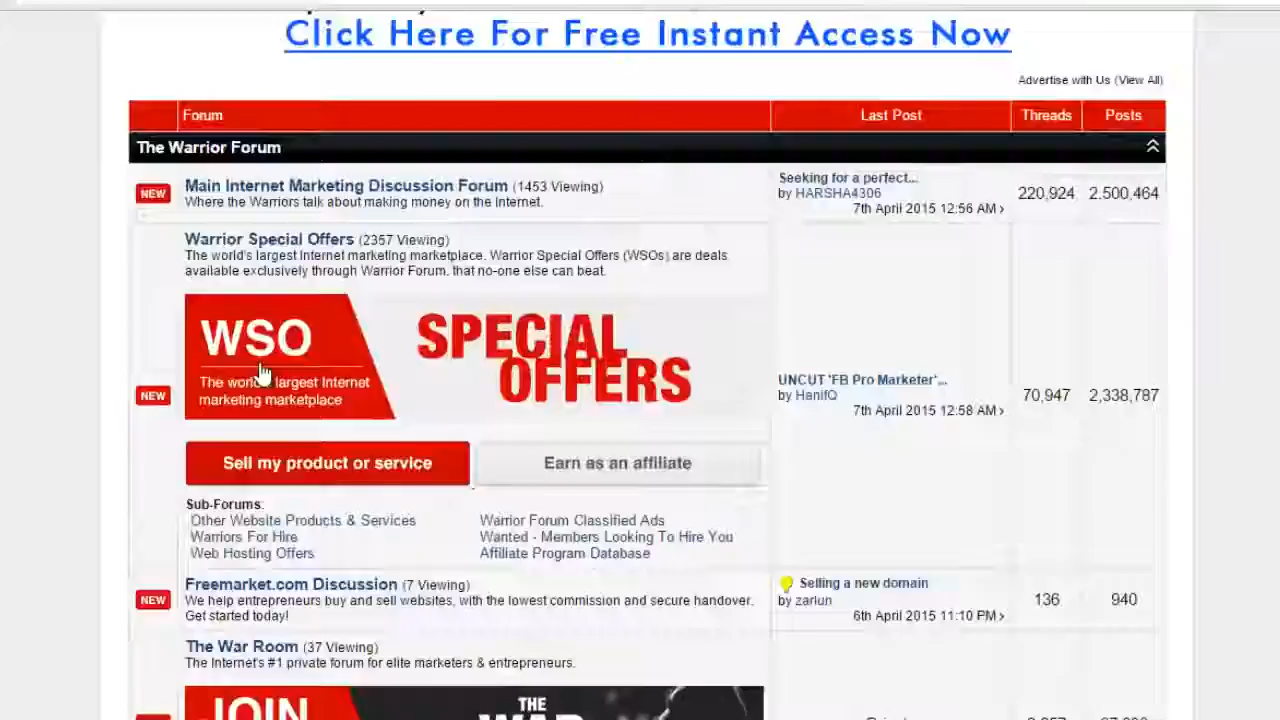 Click Here For Free Instant Access Now
Advertise with Us (View All)
Forum Last Post Threads Posts
The Warrior Forum
NEW Main Internet Marketing Discussion Forum (1453 Viewing)
Where the Warriors talk about making money on the Internet.
Seeking for a perfect...
by HARSHA4306
7th April 2015 12:56 AM ›
220,924 2,500,464
Warrior Special Offers (2357 Viewing)
The world's largest Internet marketing marketplace. Warrior Special Offers (WSOs) are deals
available exclusively through Warrior Forum, that no-one else can beat.
WSO
The world's largest Internet
marketing marketplace
SPECIAL
OFFERS
NEW
UNCUT 'FB Pro Marketer'...
by HanifQ
7th April 2015 12:58 AM ›
70,947 2,338,787
Sell my product or service
Earn as an affiliate
Sub-Forums:
Other Website Products & Services Warrior Forum Classified Ads
Warriors For Hire Wanted - Members Looking To Hire You
Web Hosting Offers Affiliate Program Database
NEW Freemarket.com Discussion (7 Viewing)
We help entrepreneurs buy and sell websites, with the lowest commission and secure handover.
Get started today!
Selling a new domain
by zarlun
6th April 2015 11:10 PM ›
136 940
The War Room (37 Viewing)
The Internet's #1 private forum for elite marketers & entrepreneurs.
JOIN
THE
WAR